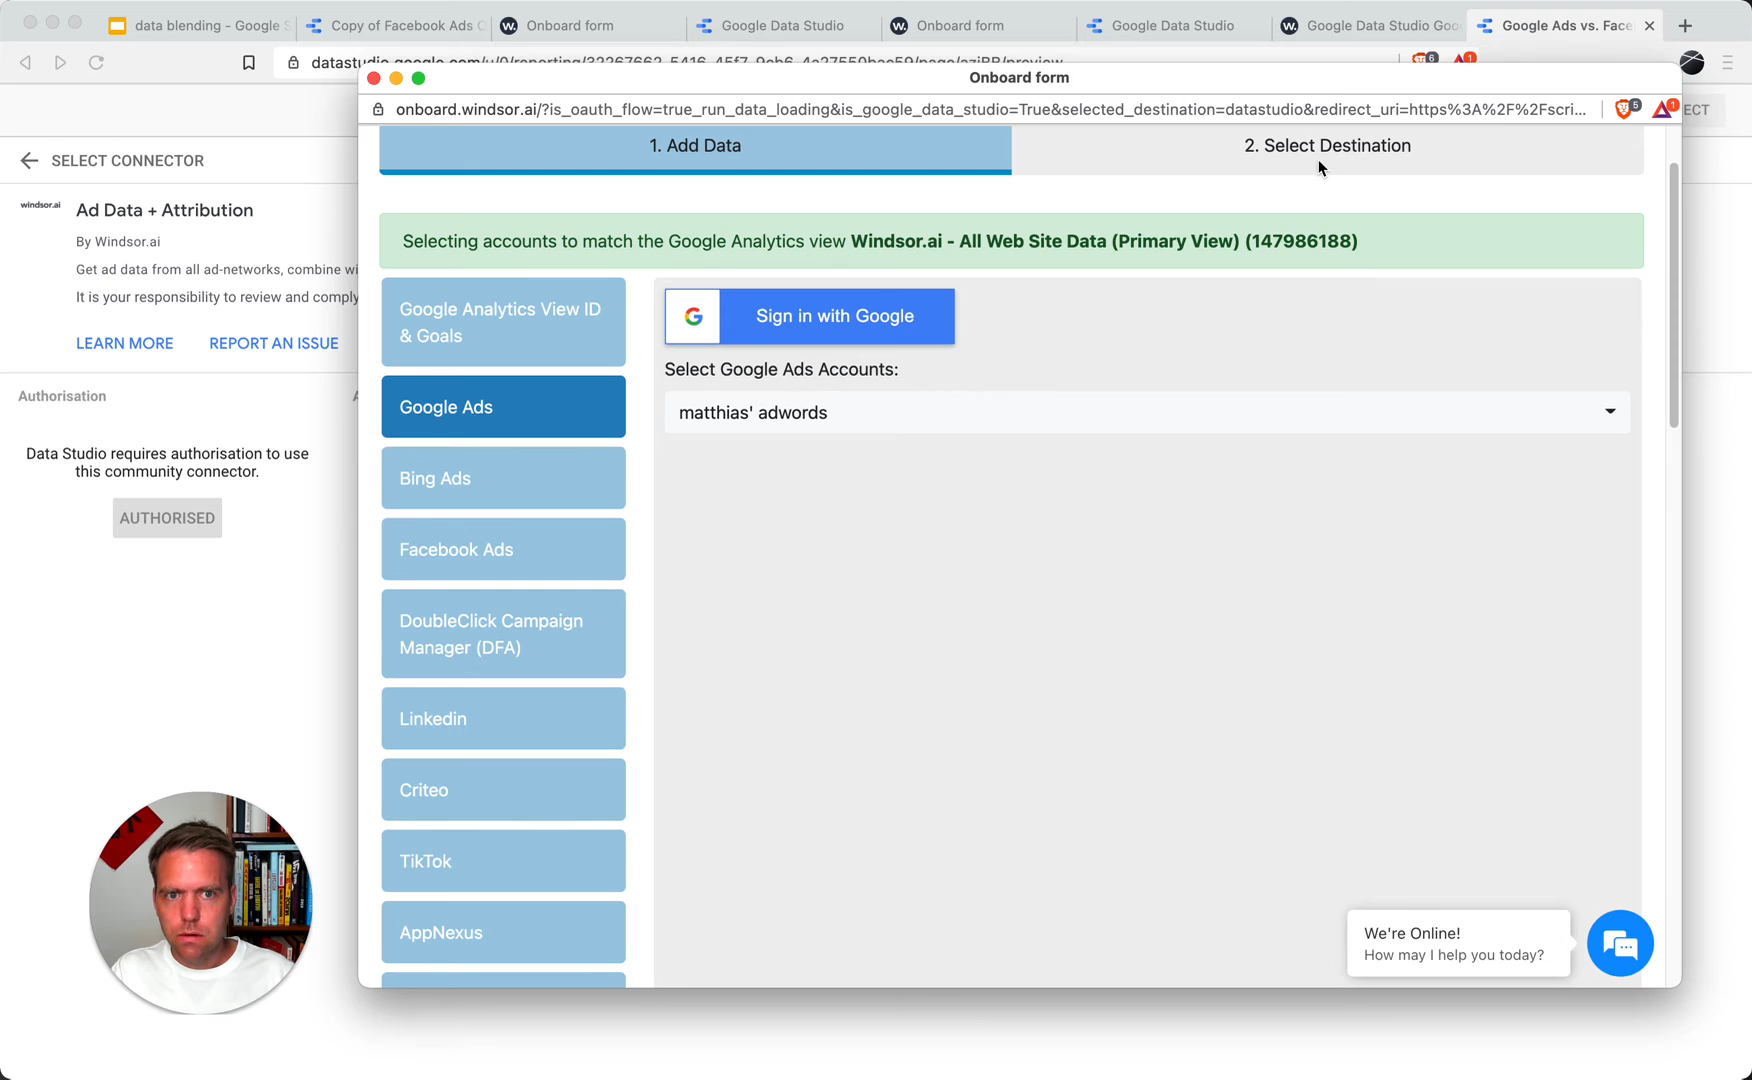 data blending - Google S
Copy of Facebook Ads C
Onboard form
Google Data Studio
Onboard form
Google Data Studio
Google Data Studio Goo
Google Ads vs. Face
Onboard form
onboard.windsor.ai/?is_oauth_flow=true_run_data_loading&is_google_data_studio=True&selected_destination=datastudio&redirect_uri=https%3A%2F%2Fscri...
ECT
SELECT CONNECTOR
windsor.ai
Ad Data + Attribution
By Windsor.ai
Get ad data from all ad-networks, combine wi
It is your responsibility to review and comply
LEARN MORE
REPORT AN ISSUE
Authorisation
Data Studio requires authorisation to use
this community connector.
AUTHORISED
1. Add Data
2. Select Destination
Selecting accounts to match the Google Analytics view Windsor.ai - All Web Site Data (Primary View) (147986188)
Google Analytics View ID
& Goals
Google Ads
Bing Ads
Facebook Ads
DoubleClick Campaign
Manager (DFA)
Linkedin
Criteo
TikTok
AppNexus
Sign in with Google
Select Google Ads Accounts:
matthias' adwords
We're Online!
How may I help you today?